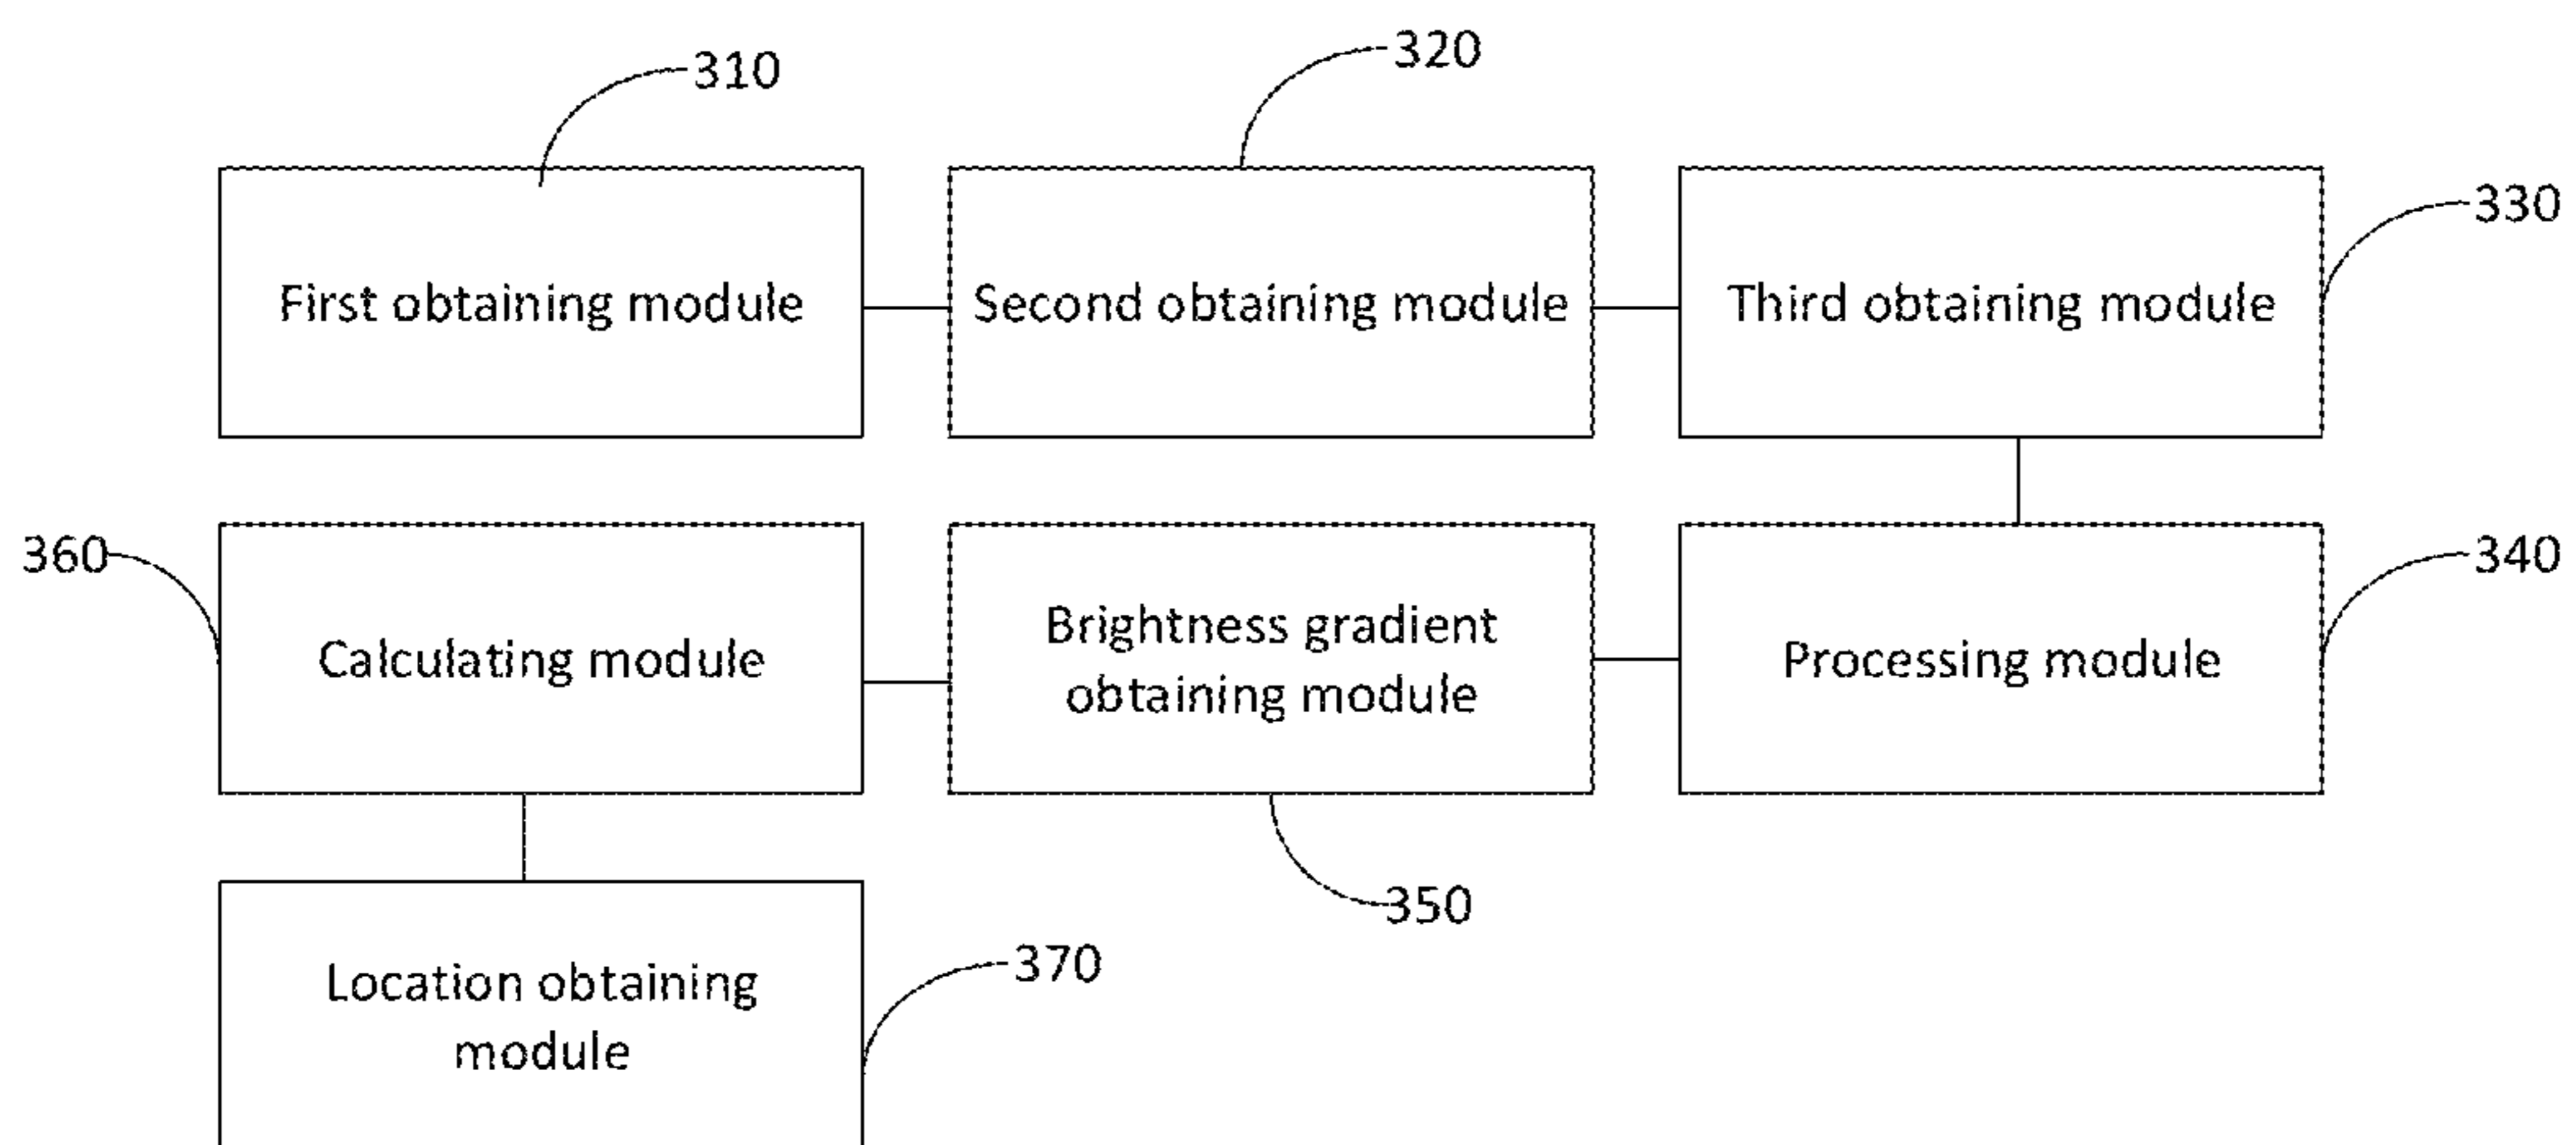 310
320
330
First obtaining module
Second obtaining module
Third obtaining module
360
340
Calculating module
Brightness gradient
obtaining module
Processing module
350
370
Location obtaining
module